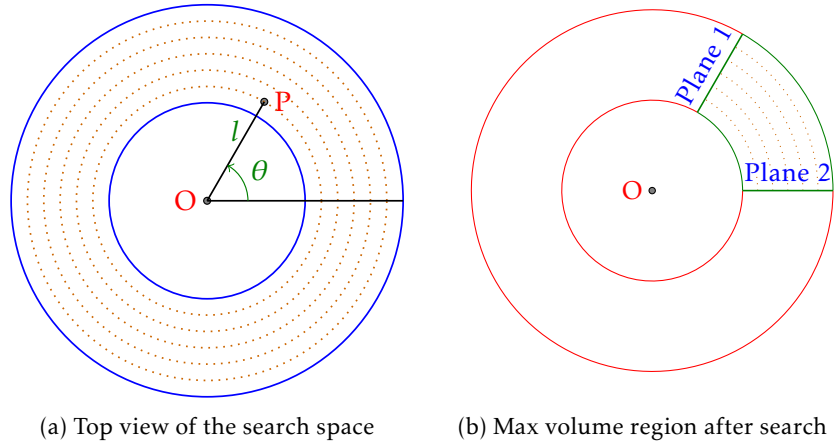 P
l
θ
O
(a) Top view of the search space
Plane 1
Plane 2
O
(b) Max volume region after search